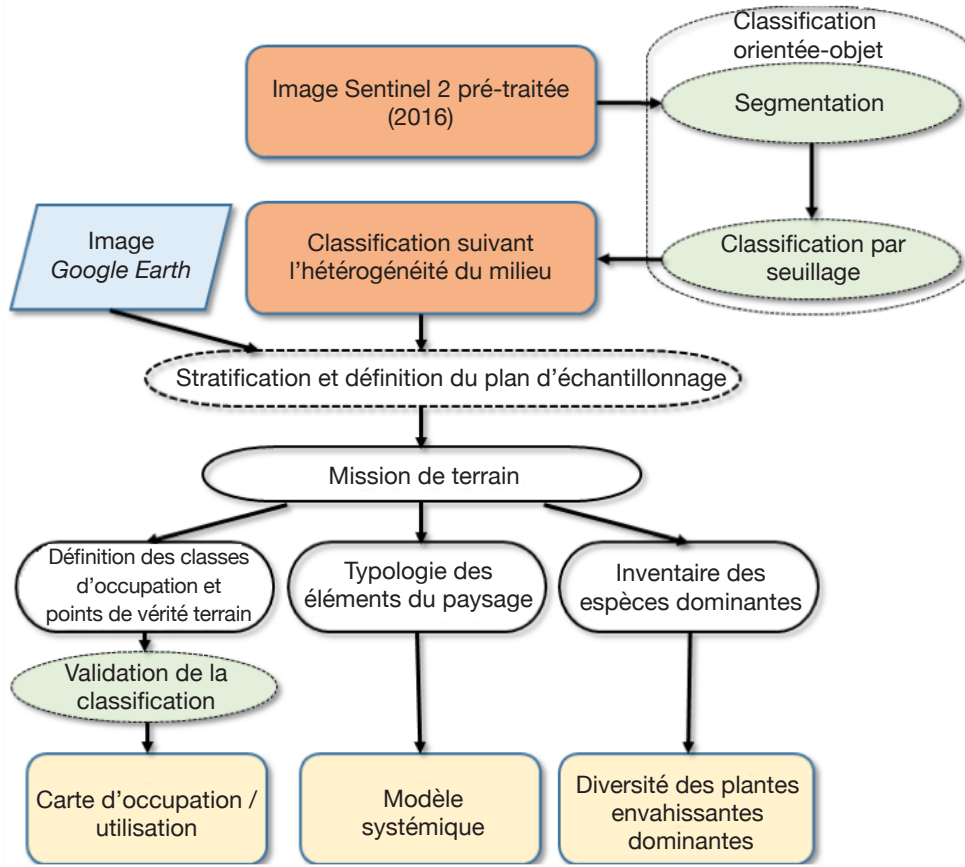 Classification
orientée-objet
Image Sentinel 2 pré-traitée
(2016)
Segmentation
Image
Google Earth
Classification suivant
l’hétérogénéité du milieu
Classification par
seuillage
Stratification et définition du plan d’échantillonnage
Mission de terrain
Définition des classes
d’occupation et
points de vérité terrain
Typologie des
éléments du paysage
Inventaire des
espèces dominantes
Validation de la
classification
Carte d’occupation /
utilisation
Modèle
systémique
Diversité des plantes
envahissantes
dominantes